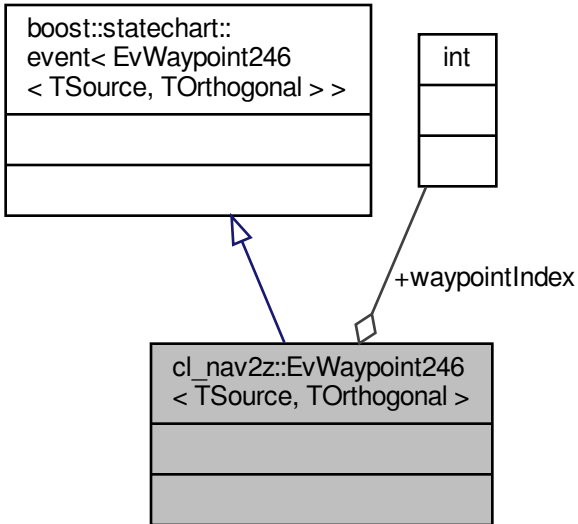 boost::statechart::
event< EvWaypoint246
< TSource, TOrthogonal > >
int
+waypointIndex
cl_nav2z::EvWaypoint246
< TSource, TOrthogonal >